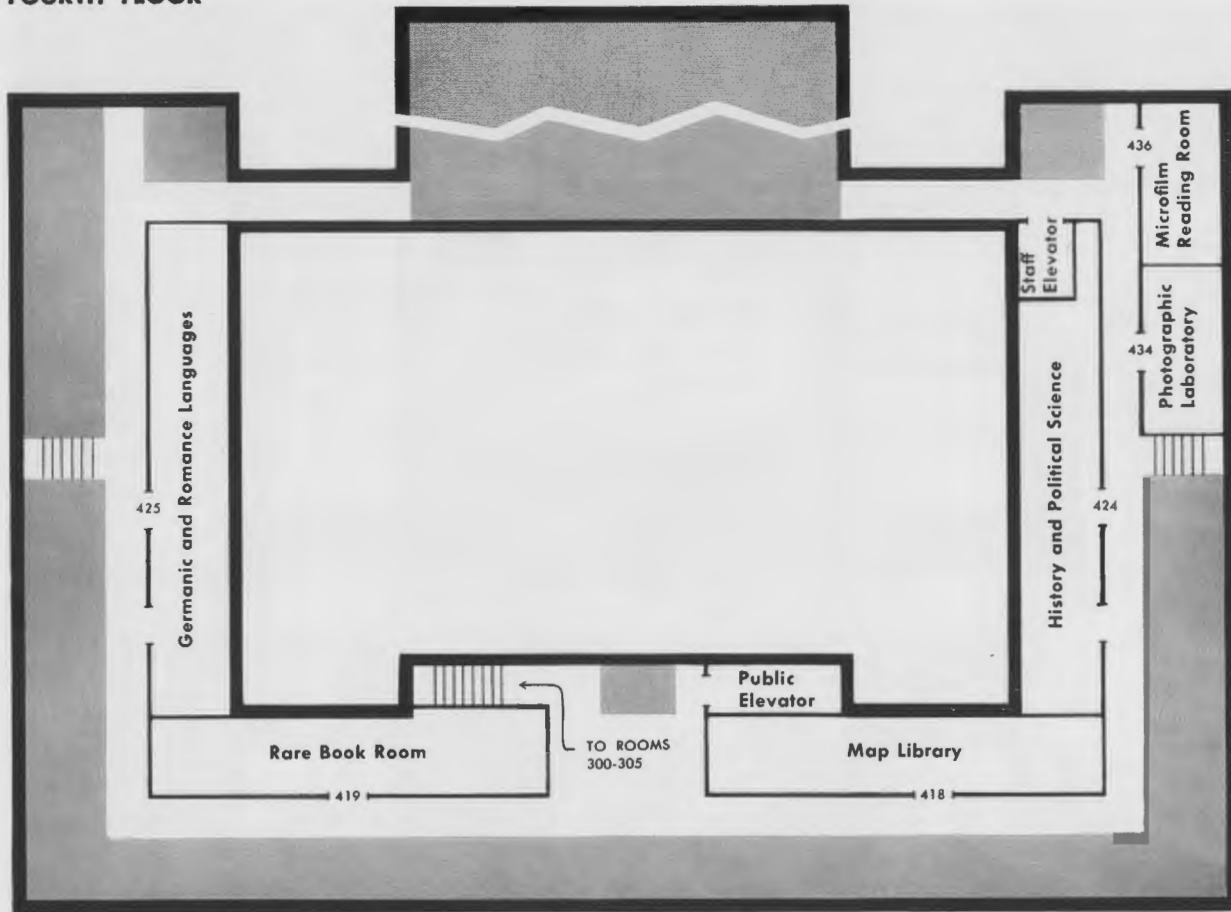 FOURTH FLOOR
436
Microfilm
Reading Room
Staff
Elevator
434
Photographic
Laboratory
Germanic and Romance Languages
425
History and Political Science
424
Public
Elevator
Rare Book Room
TO ROOMS
300-305
Map Library
419
418